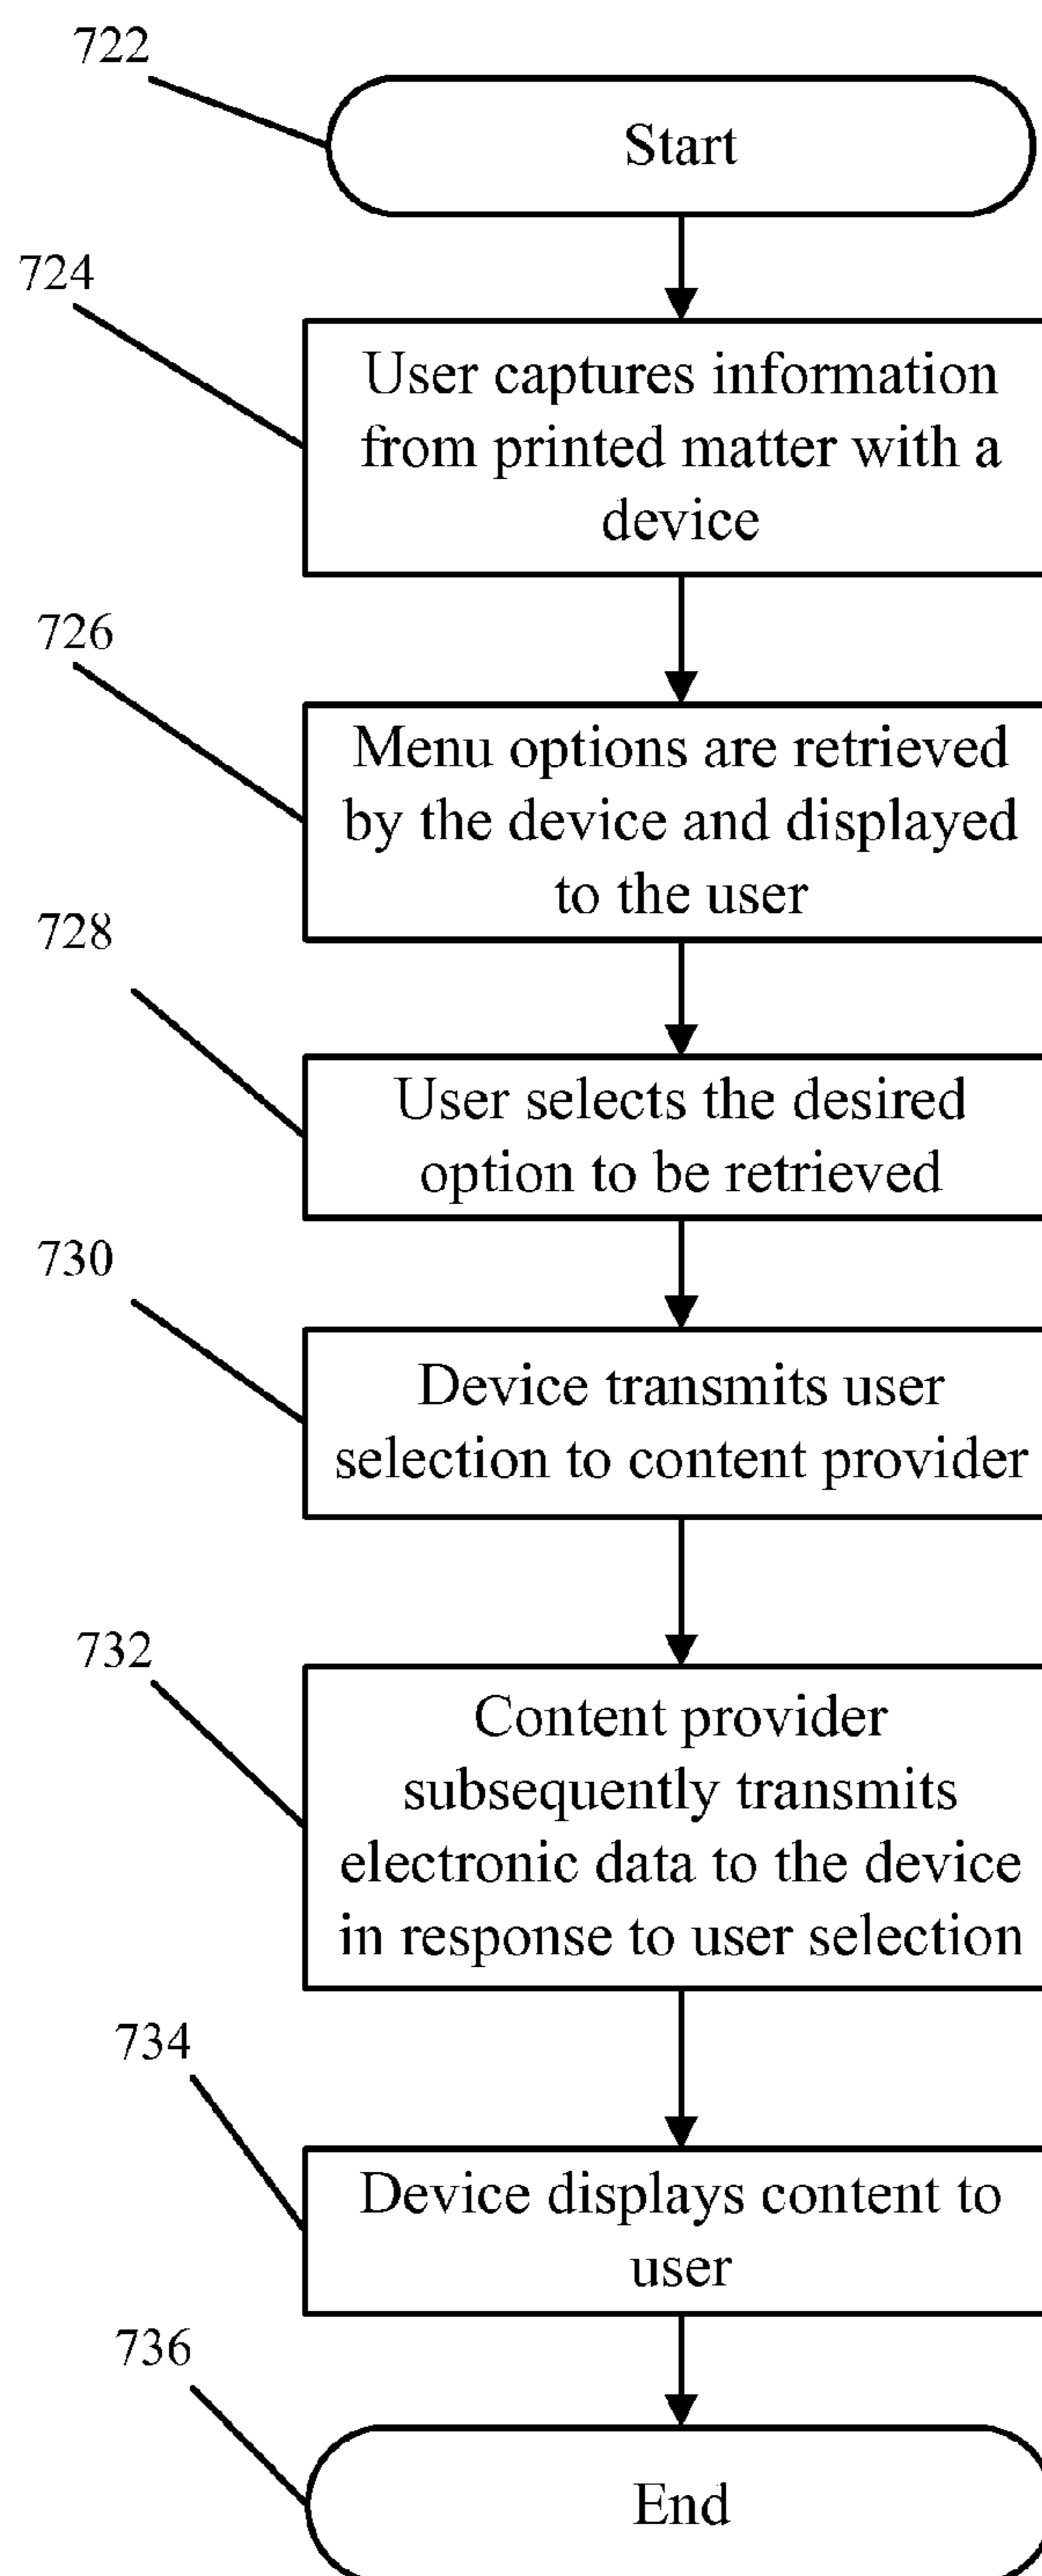 722
Start
724
User captures information
from printed matter with a
device
726
Menu options are retrieved
by the device and displayed
to the user
728
User selects the desired
option to be retrieved
730
Device transmits user
selection to content provider
732
Content provider
subsequently transmits
electronic data to the device
in response to user selection
734
Device displays content to
user
736
End